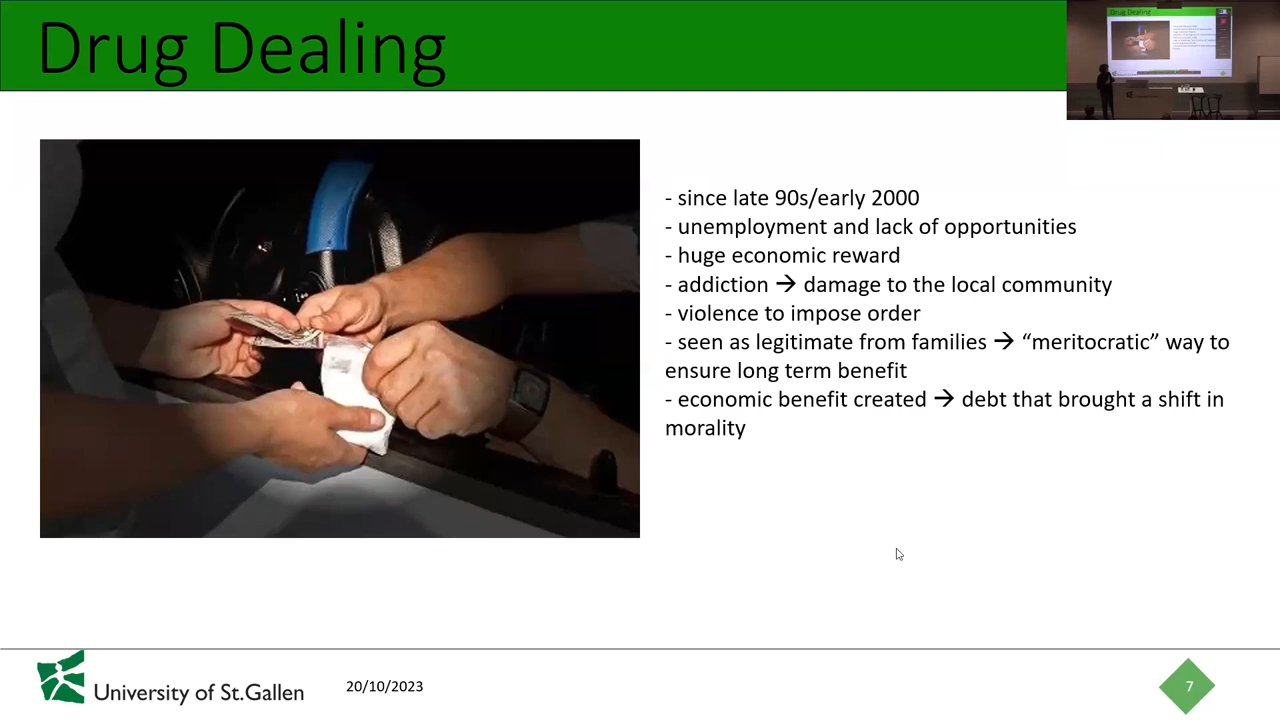 Drug Dealing
Drug Dealing
- since late 90s/early 2000
- unemployment and lack of opportunities
- huge economic reward
- addiction → damage to the local community
- violence to impose order
- seen as legitimate from families → “meritocratic” way to
ensure long term benefit
- economic benefit created → debt that brought a shift in
morality
University of St.Gallen
20/10/2023
7